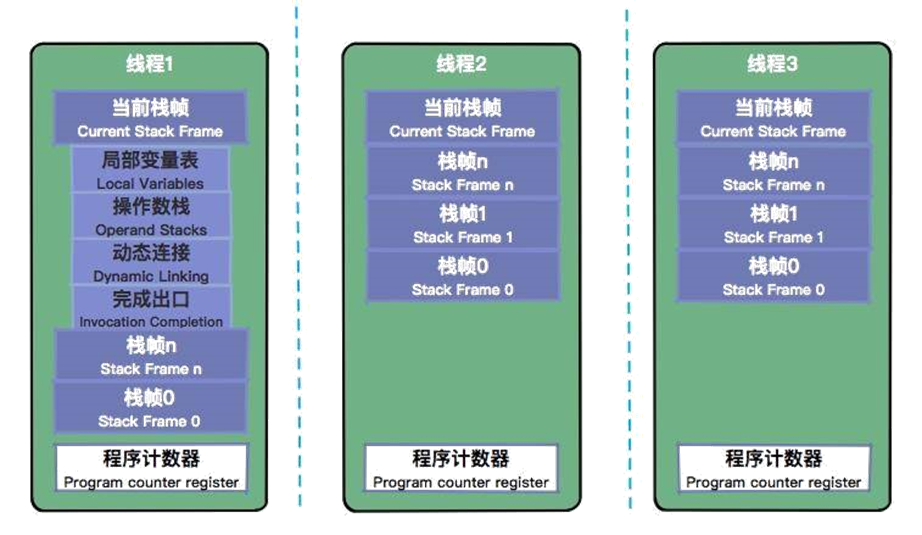 线程1
当前栈帧
Current Stack Frame
局部变量表
Local Variables
操作数栈
Operand Stacks
动态连接
Dynamic Linking
完成出口
Invocation Completion
栈帧n
Stack Frame n
栈帧0
Stack Frame 0
程序计数器
Program counter register
线程2
当前栈帧
Current Stack Frame
栈帧n
Stack Frame n
栈帧1
Stack Frame 1
栈帧0
Stack Frame 0
程序计数器
Program counter register
线程3
当前栈帧
Current Stack Frame
栈帧n
Stack Frame n
栈帧1
Stack Frame 1
栈帧0
Stack Frame 0
程序计数器
Program counter register